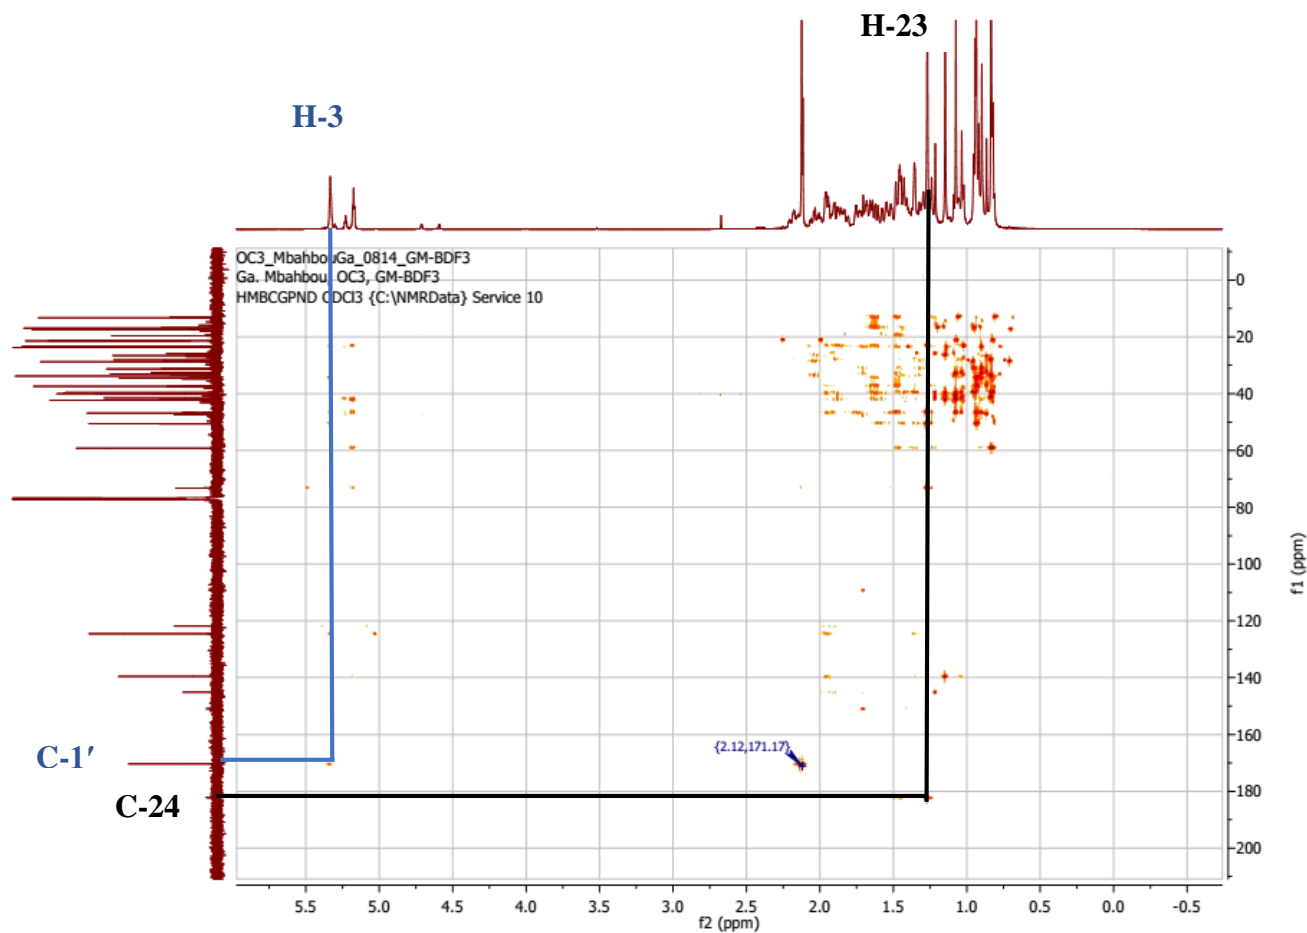 H-23
H-3
OC3_MbahbouGa_0814_GM-BDF3
Ga. Mbahbou, OC3, GM-BDF3
HMBCGPND CDCl3 {C:\NMRData} Service 10
0
20
40
60
80
100
120
140
160
180
200
f1 (ppm)
{2.12,171.17}
C-1′
C-24
5.5 5.0 4.5 4.0 3.5 3.0 2.5 2.0 1.5 1.0 0.5 0.0 -0.5
f2 (ppm)